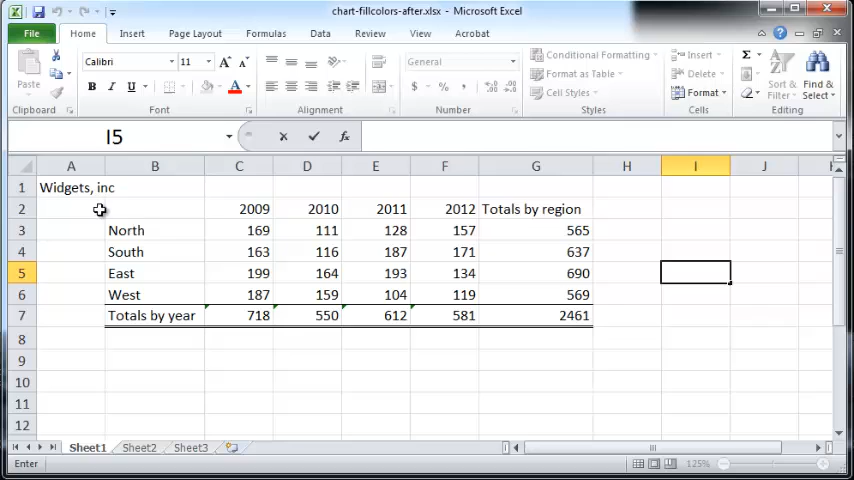 chart-fillcolors-after.xlsx - Microsoft Excel
File Home Insert Page Layout Formulas Data Review View Acrobat
Paste
Calibri 11
B I U A
General
$ % ,
Conditional Formatting
Format as Table
Cell Styles
Insert
Delete
Format
Σ
Sort & Filter
Find & Select
Clipboard Font Alignment Number Styles Cells Editing
I5 fx
A B C D E F G H I J
1 Widgets, inc
2 2009 2010 2011 2012 Totals by region
3 North 169 111 128 157 565
4 South 163 116 187 171 637
5 East 199 164 193 134 690
6 West 187 159 104 119 569
7 Totals by year 718 550 612 581 2461
8
9
10
11
12
Sheet1 Sheet2 Sheet3
Enter 125%